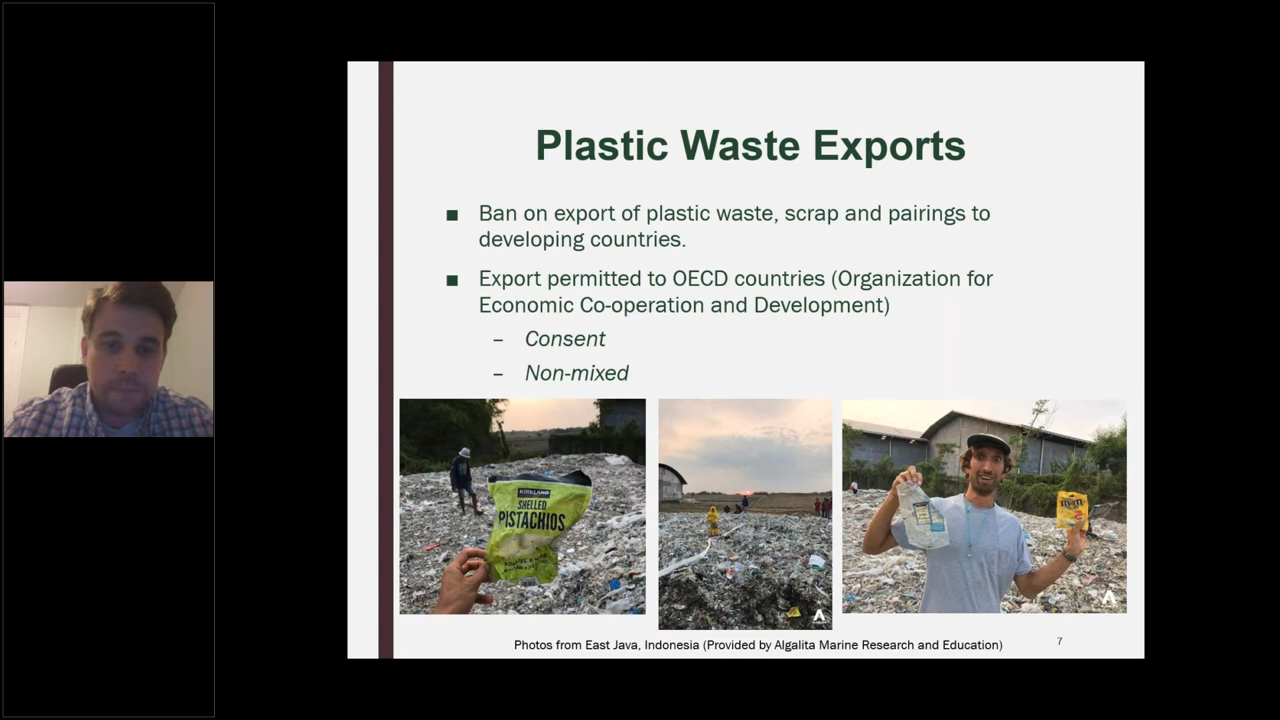 Plastic Waste Exports
■ Ban on export of plastic waste, scrap and pairings to
developing countries.
■ Export permitted to OECD countries (Organization for
Economic Co-operation and Development)
– Consent
– Non-mixed
KIRKLAND
SHELLED
PISTACHIOS
m&m's
Photos from East Java, Indonesia (Provided by Algalita Marine Research and Education)
7